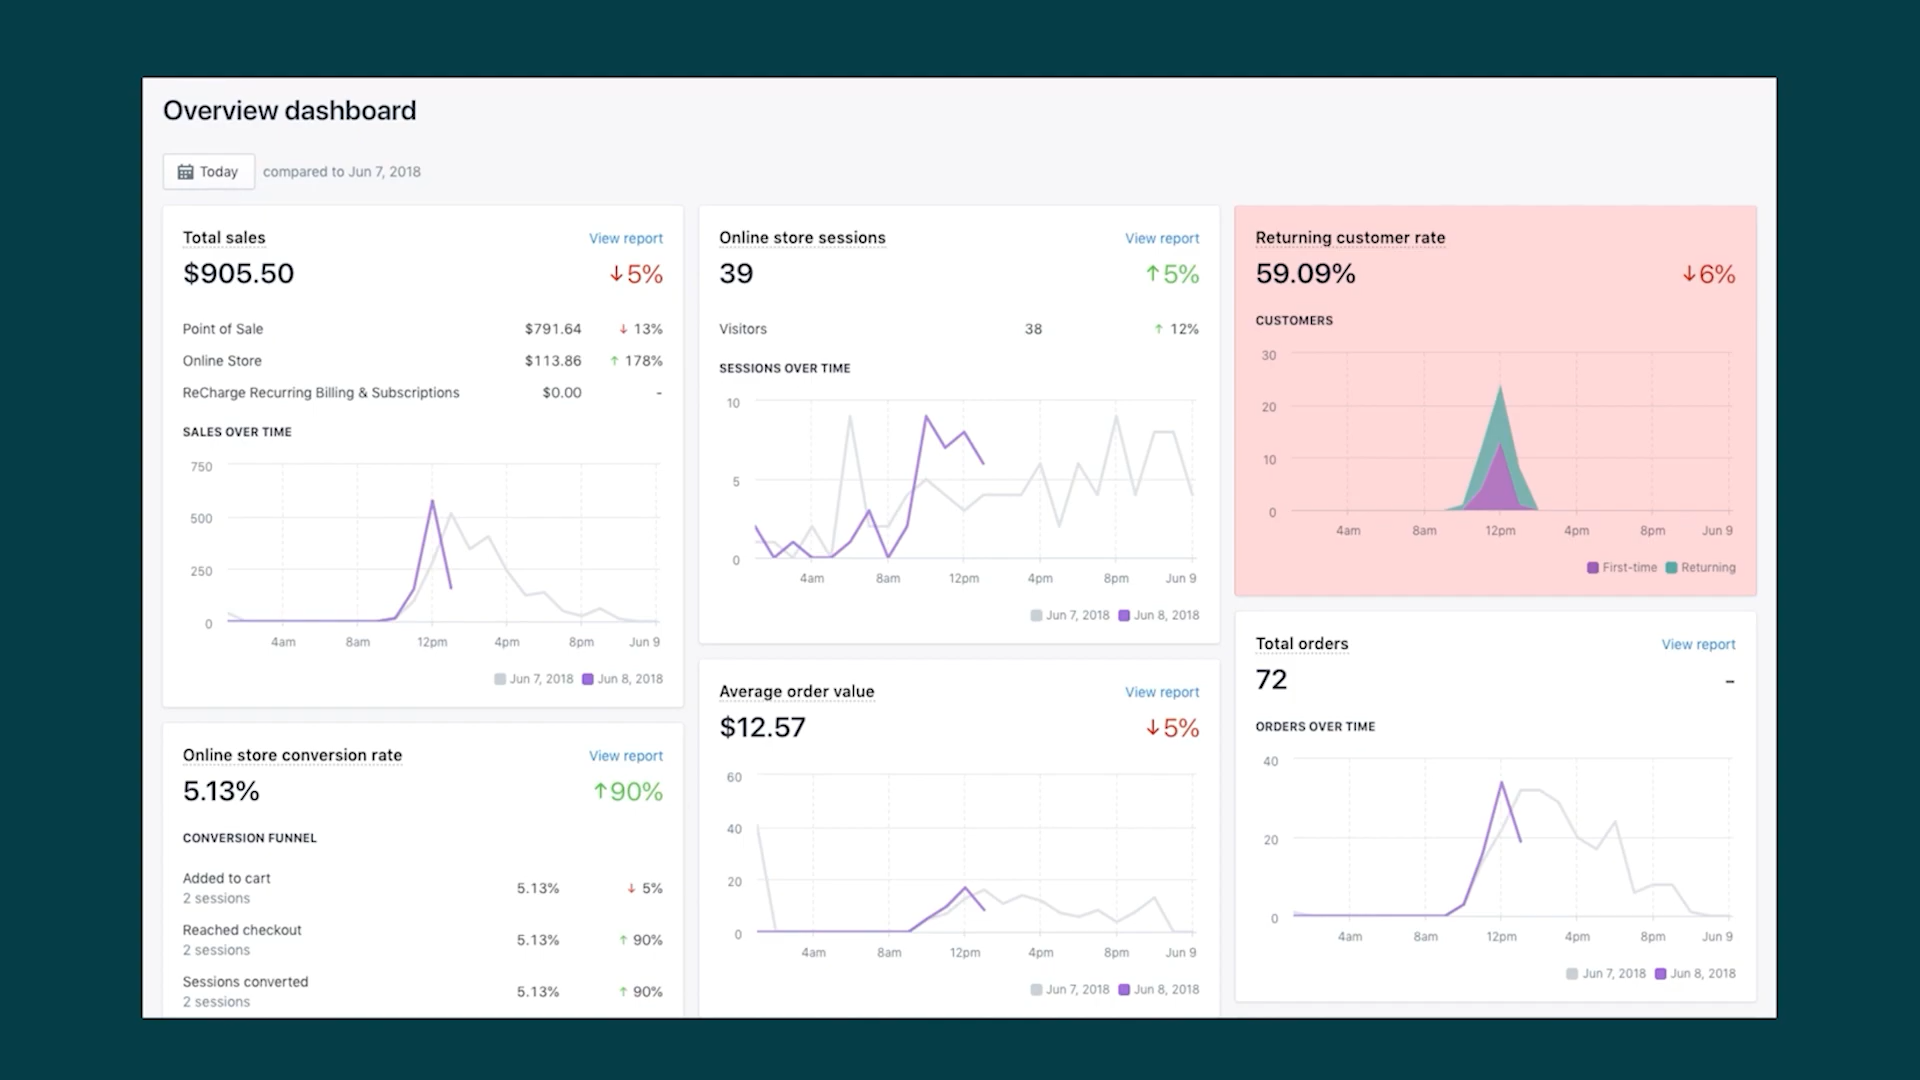 Overview dashboard
Today compared to Jun 7, 2018
Total sales View report
$905.50 ↓5%
Point of Sale $791.64 ↓ 13%
Online Store $113.86 ↑ 178%
ReCharge Recurring Billing & Subscriptions $0.00 -
SALES OVER TIME
750
500
250
0
4am 8am 12pm 4pm 8pm Jun 9
Jun 7, 2018 Jun 8, 2018
Online store conversion rate View report
5.13% ↑90%
CONVERSION FUNNEL
Added to cart
2 sessions
5.13% ↓ 5%
Reached checkout
2 sessions
5.13% ↑ 90%
Sessions converted
2 sessions
5.13% ↑ 90%
Online store sessions View report
39 ↑5%
Visitors 38 ↑ 12%
SESSIONS OVER TIME
10
5
0
4am 8am 12pm 4pm 8pm Jun 9
Jun 7, 2018 Jun 8, 2018
Average order value View report
$12.57 ↓5%
60
40
20
0
4am 8am 12pm 4pm 8pm Jun 9
Jun 7, 2018 Jun 8, 2018
Returning customer rate
59.09% ↓6%
CUSTOMERS
30
20
10
0
4am 8am 12pm 4pm 8pm Jun 9
First-time Returning
Total orders View report
72 -
ORDERS OVER TIME
40
20
0
4am 8am 12pm 4pm 8pm Jun 9
Jun 7, 2018 Jun 8, 2018